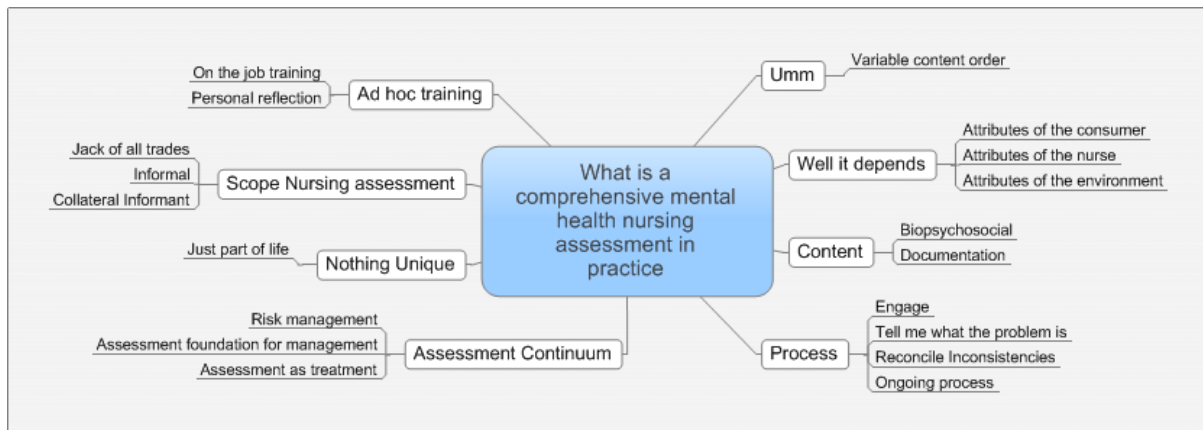 What is a
comprehensive mental
health nursing
assessment in
practice
Umm
Variable content order
Well it depends
Attributes of the consumer
Attributes of the nurse
Attributes of the environment
Content
Biopsychosocial
Documentation
Process
Engage
Tell me what the problem is
Reconcile Inconsistencies
Ongoing process
Assessment Continuum
Risk management
Assessment foundation for management
Assessment as treatment
Nothing Unique
Just part of life
Scope Nursing assessment
Jack of all trades
Informal
Collateral Informant
Ad hoc training
On the job training
Personal reflection